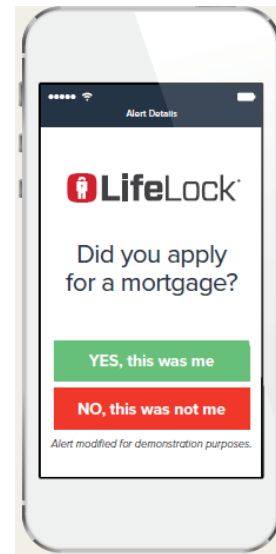 Alert Details
LifeLock
Did you apply
for a mortgage?
YES, this was me
NO, this was not me
Alert modified for demonstration purposes.